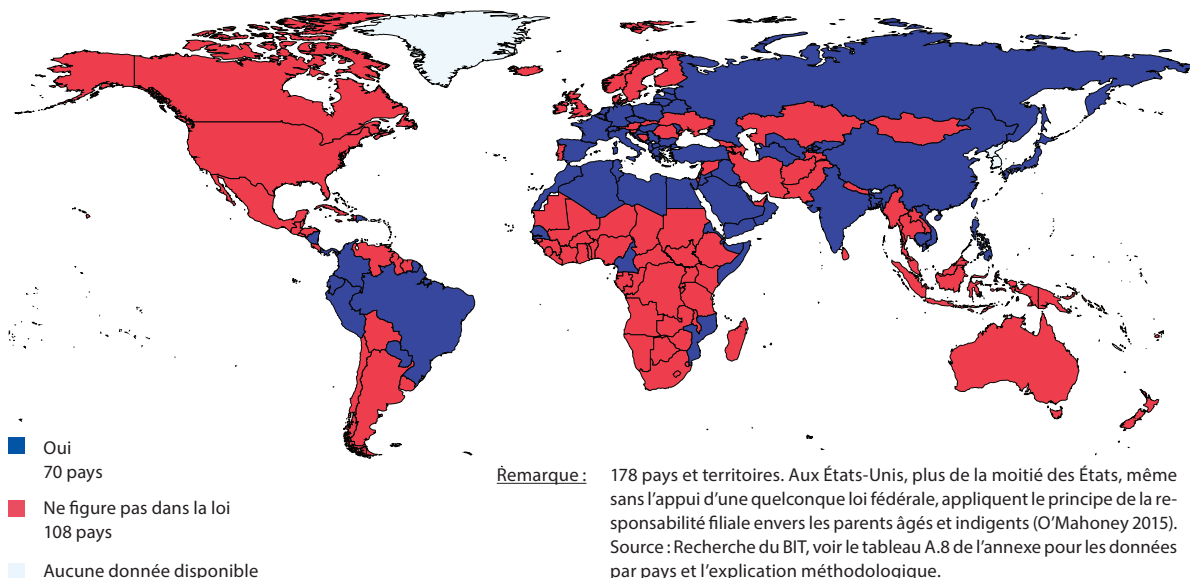 Oui
70 pays
Ne figure pas dans la loi
108 pays
Aucune donnée disponible
Remarque : 178 pays et territoires. Aux États-Unis, plus de la moitié des États, même
sans l’appui d’une quelconque loi fédérale, appliquent le principe de la re-
sponsabilité filiale envers les parents âgés et indigents (O’Mahoney 2015).
Source : Recherche du BIT, voir le tableau A.8 de l’annexe pour les données
par pays et l’explication méthodologique.